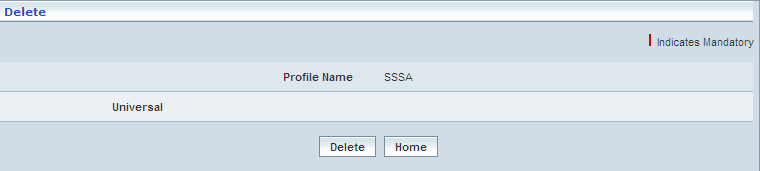 Delete
Indicates Mandatory
Profile Name SSSA
Universal
Delete Home